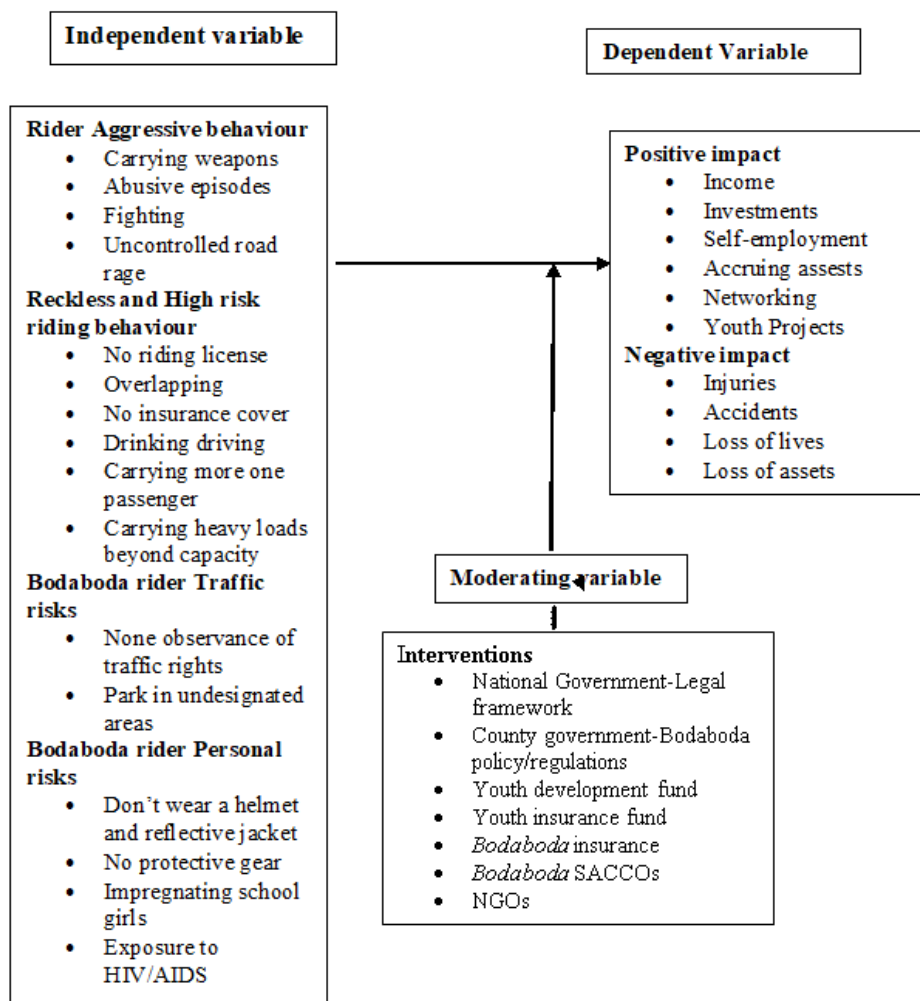 Independent variable
Dependent Variable
Rider Aggressive behaviour
• Carrying weapons
• Abusive episodes
• Fighting
• Uncontrolled road
rage
Reckless and High risk
riding behaviour
• No riding license
• Overlapping
• No insurance cover
• Drinking driving
• Carrying more one
passenger
• Carrying heavy loads
beyond capacity
Bodaboda rider Traffic
risks
• None observance of
traffic rights
• Park in undesignated
areas
Bodaboda rider Personal
risks
• Don’t wear a helmet
and reflective jacket
• No protective gear
• Impregnating school
girls
• Exposure to
HIV/AIDS
Positive impact
• Income
• Investments
• Self-employment
• Accruing assests
• Networking
• Youth Projects
Negative impact
• Injuries
• Accidents
• Loss of lives
• Loss of assets
Moderating variable
Interventions
• National Government-Legal
framework
• County government-Bodaboda
policy/regulations
• Youth development fund
• Youth insurance fund
• Bodaboda insurance
• Bodaboda SACCOs
• NGOs